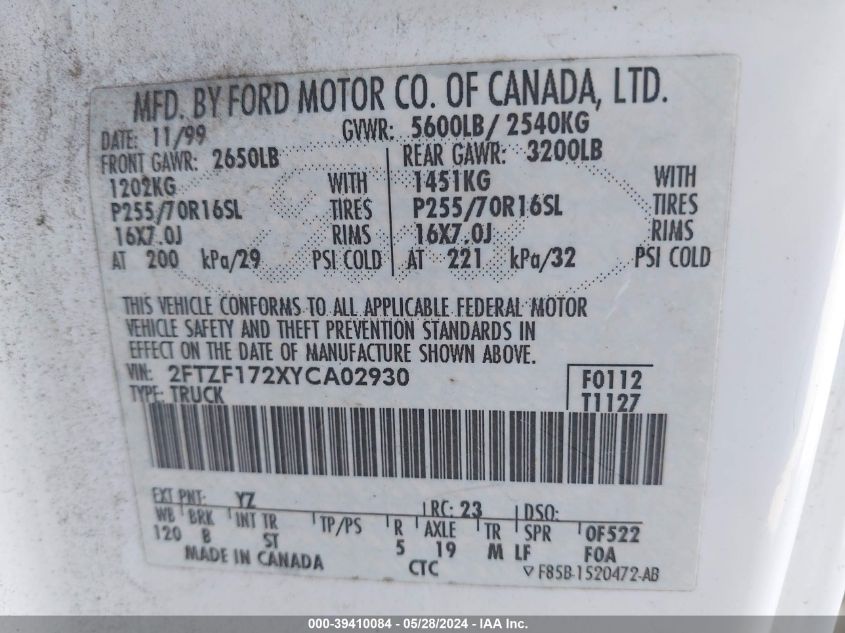 MFD. BY FORD MOTOR CO. OF CANADA, LTD.
DATE: 11/99 GVWR: 5600LB/ 2540KG
FRONT GAWR: 2650LB REAR GAWR: 3200LB
1202KG WITH 1451KG WITH
P255/70R16SL TIRES P255/70R16SL TIRES
16X7.0J RIMS 16X7.0J RIMS
AT 200 kPa/29 PSI COLD AT 221 kPa/32 PSI COLD
THIS VEHICLE CONFORMS TO ALL APPLICABLE FEDERAL MOTOR
VEHICLE SAFETY AND THEFT PREVENTION STANDARDS IN
EFFECT ON THE DATE OF MANUFACTURE SHOWN ABOVE.
VIN: 2FTZF172XYCA02930 F0112
TYPE: TRUCK T1127
EXT PNT: YZ RC: 23 DSO:
WB BRK INT TR TP/PS R AXLE TR SPR OF522
120 B ST 5 19 M LF FOA
MADE IN CANADA CTC ▽F85B-1520472-AB
000-39410084 - 05/28/2024 - IAA Inc.